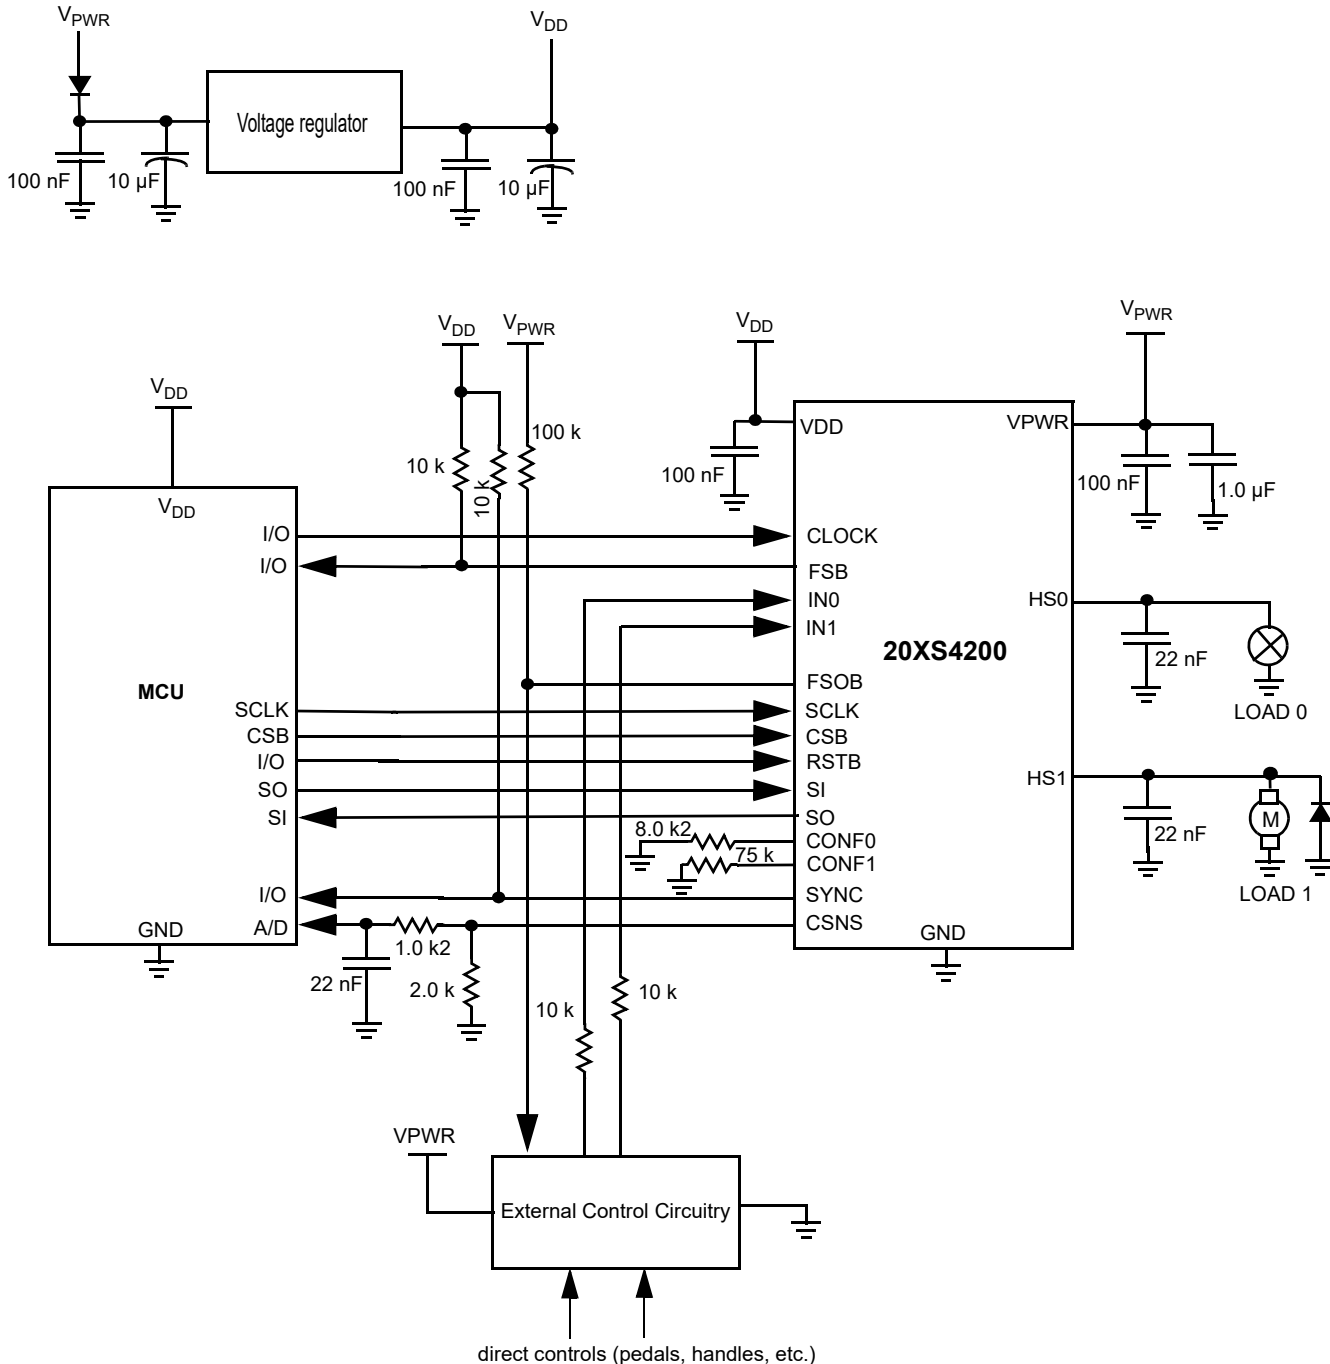 VPWR
VDD
Voltage regulator
100 nF
10 µF
100 nF
10 µF
VDD
VPWR
VDD
VPWR
VDD
100 k
10 k
10 k
VDD
VPWR
100 nF
100 nF
1.0 µF
VDD
I/O
CLOCK
I/O
FSB
IN0
HS0
IN1
20XS4200
22 nF
MCU
FSOB
SCLK
SCLK
LOAD 0
CSB
CSB
I/O
RSTB
HS1
SO
SI
SI
SO
M
22 nF
8.0 k2
CONF0
75 k
CONF1
I/O
SYNC
LOAD 1
GND
A/D
CSNS
GND
1.0 k2
22 nF
2.0 k
10 k
10 k
VPWR
External Control Circuitry
direct controls (pedals, handles, etc.)